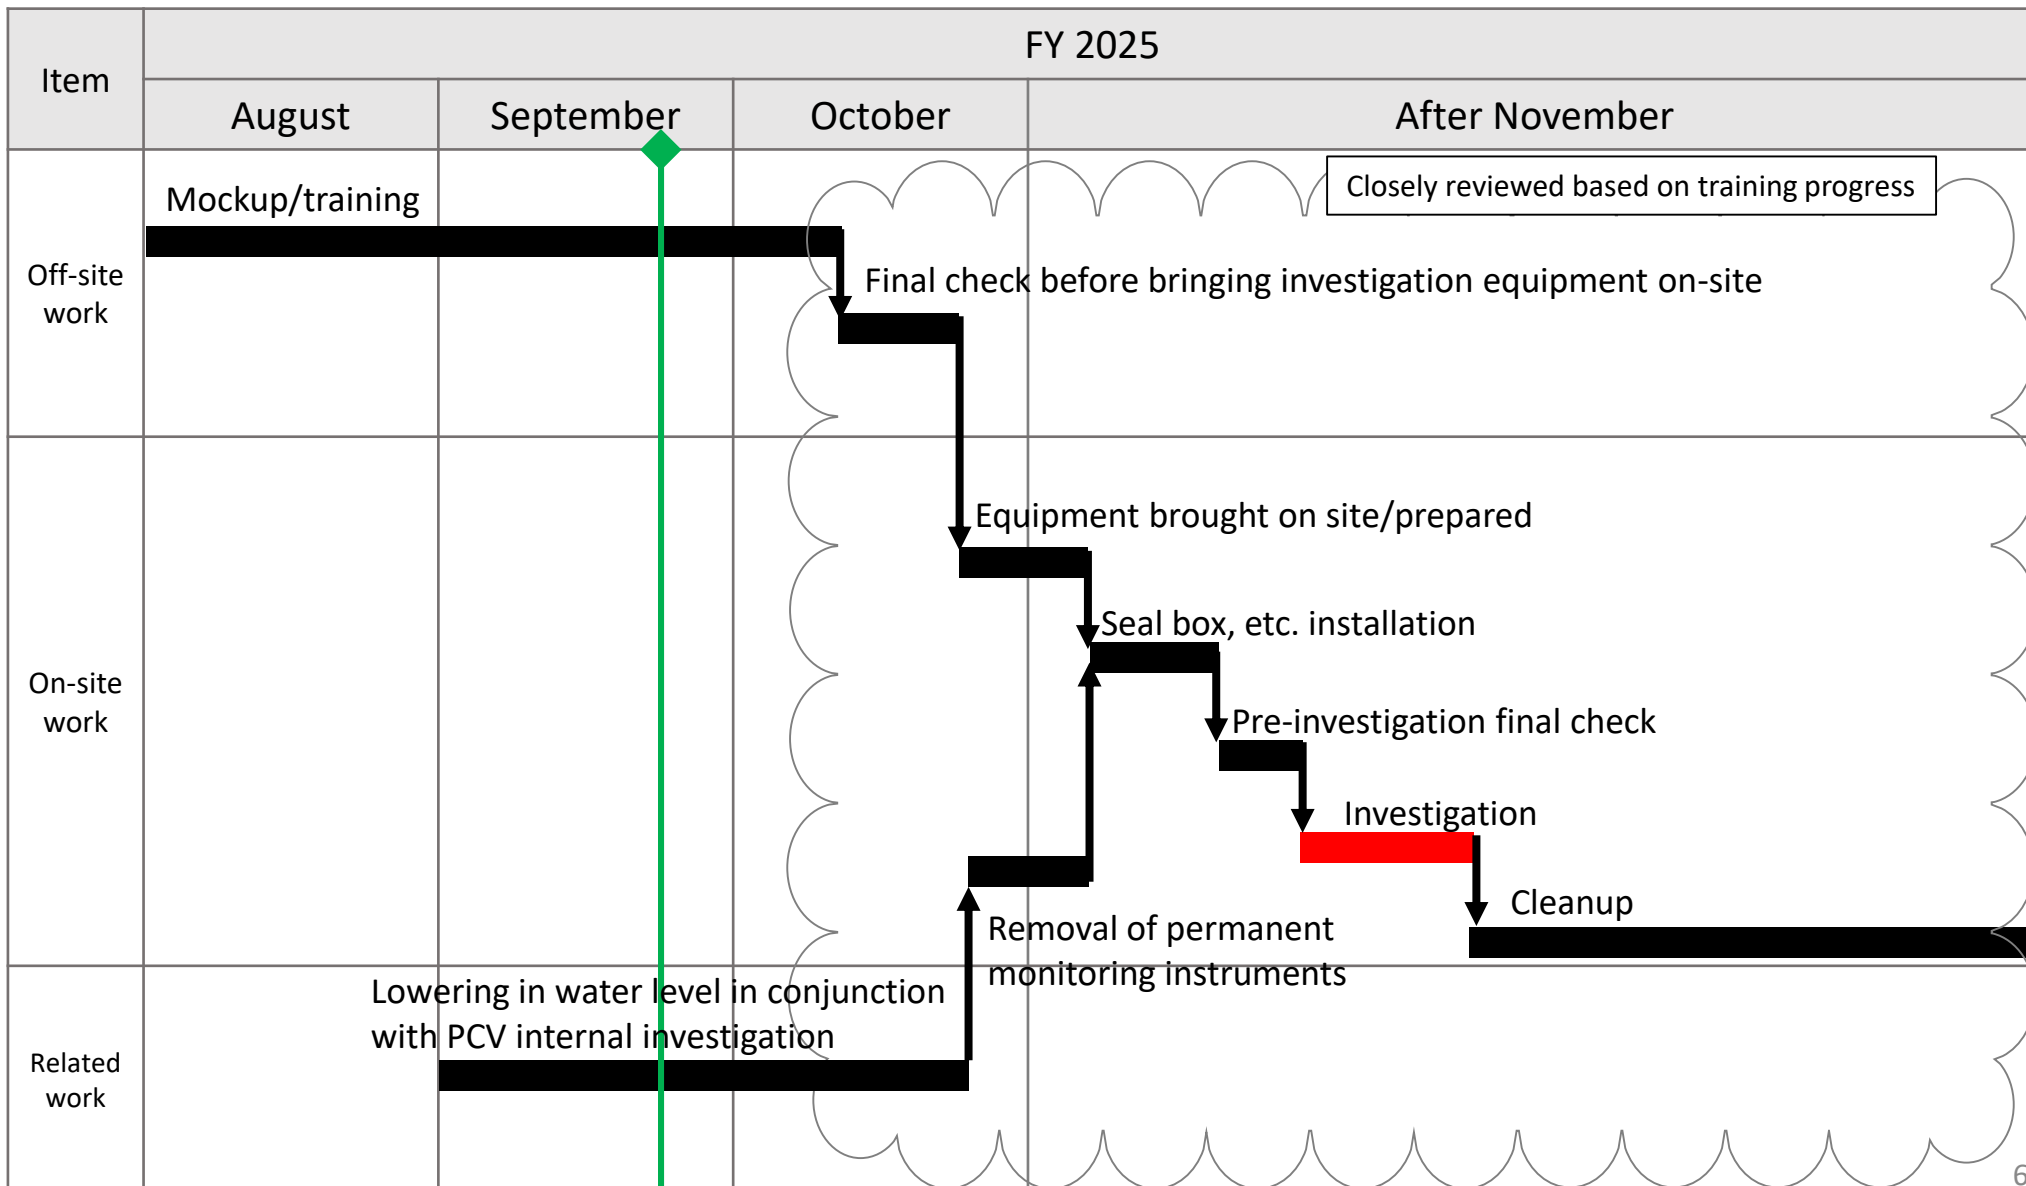 Item
FY 2025
August
September
October
After November
Closely reviewed based on training progress
Mockup/training
Off-site
work
Final check before bringing investigation equipment on-site
Equipment brought on site/prepared
Seal box, etc. installation
On-site
work
Pre-investigation final check
Investigation
Cleanup
Removal of permanent
monitoring instruments
Lowering in water level in conjunction
with PCV internal investigation
Related
work
6